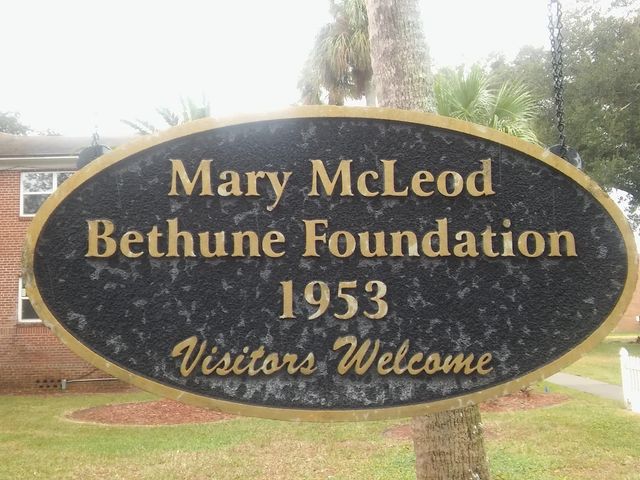 Mary McLeod
Bethune Foundation
1953
Visitors Welcome